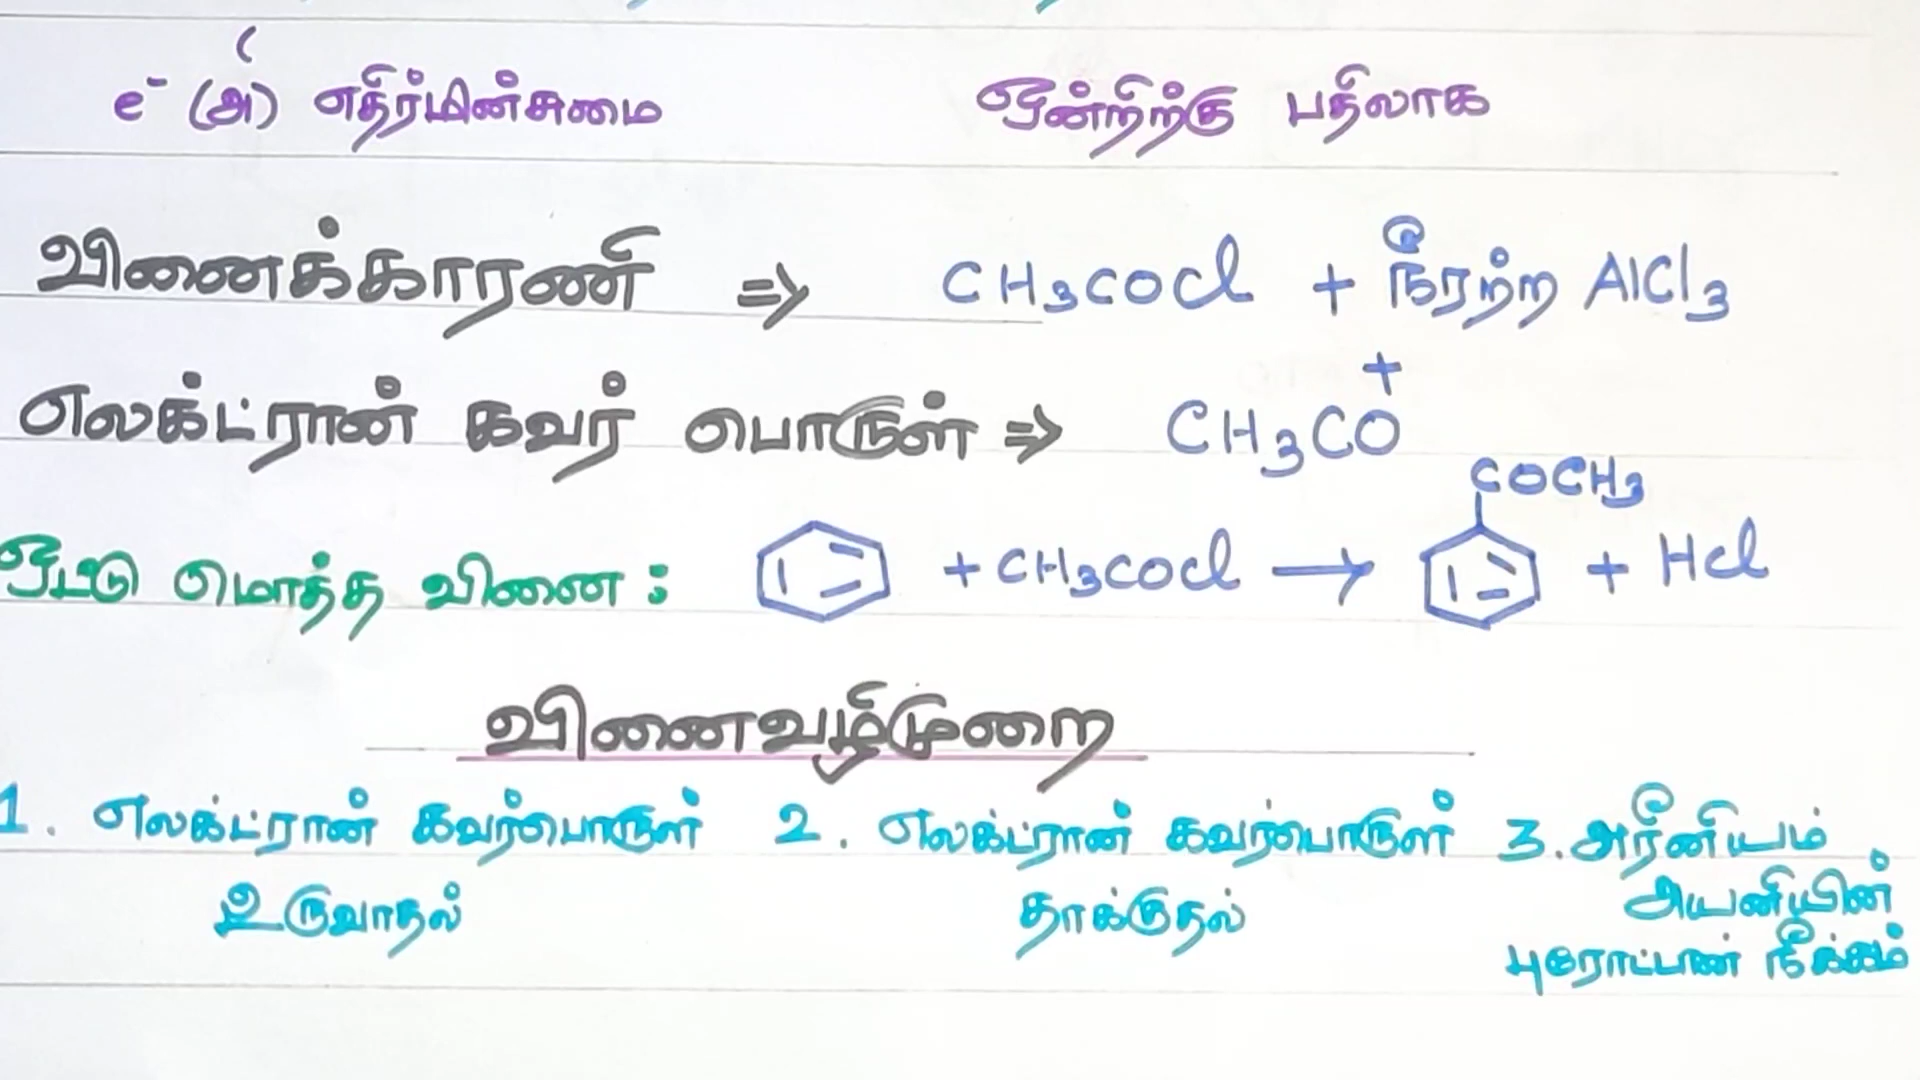 e⁻ (அ) எதிர்மின்சுமை ஒன்றிற்கு பதிலாக
வினைக்காரணி => CH₃COCl + நீரற்ற AlCl₃
எலக்ட்ரான் கவர் பொருள் => CH₃CO⁺
COCH₃
ஒட்டு மொத்த வினை : + CH₃COCl → + HCl
வினைவழிமுறை
1. எலக்ட்ரான் கவர்பொருள் 2. எலக்ட்ரான் கவர்பொருள் 3. அரீனியம்
உருவாதல் தாக்குதல் அயனியின்
புரோட்டான் நீக்கம்